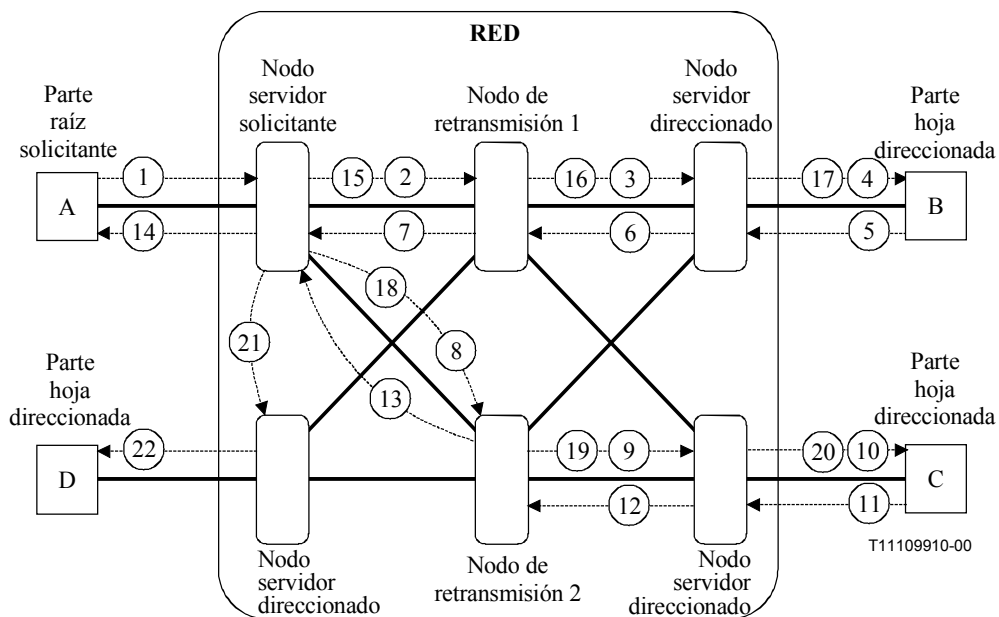 RED
Nodo
servidor
solicitante
Nodo de
retransmisión 1
Nodo
servidor
direccionado
Parte
raíz
solicitante
Parte
hoja
direccionada
1
15
2
16
3
17
4
A
B
14
7
6
5
18
8
21
13
Parte
hoja
direccionada
Parte
hoja
direccionada
22
19
9
20
10
D
C
12
11
T11109910-00
Nodo
servidor
direccionado
Nodo de
retransmisión 2
Nodo
servidor
direccionado